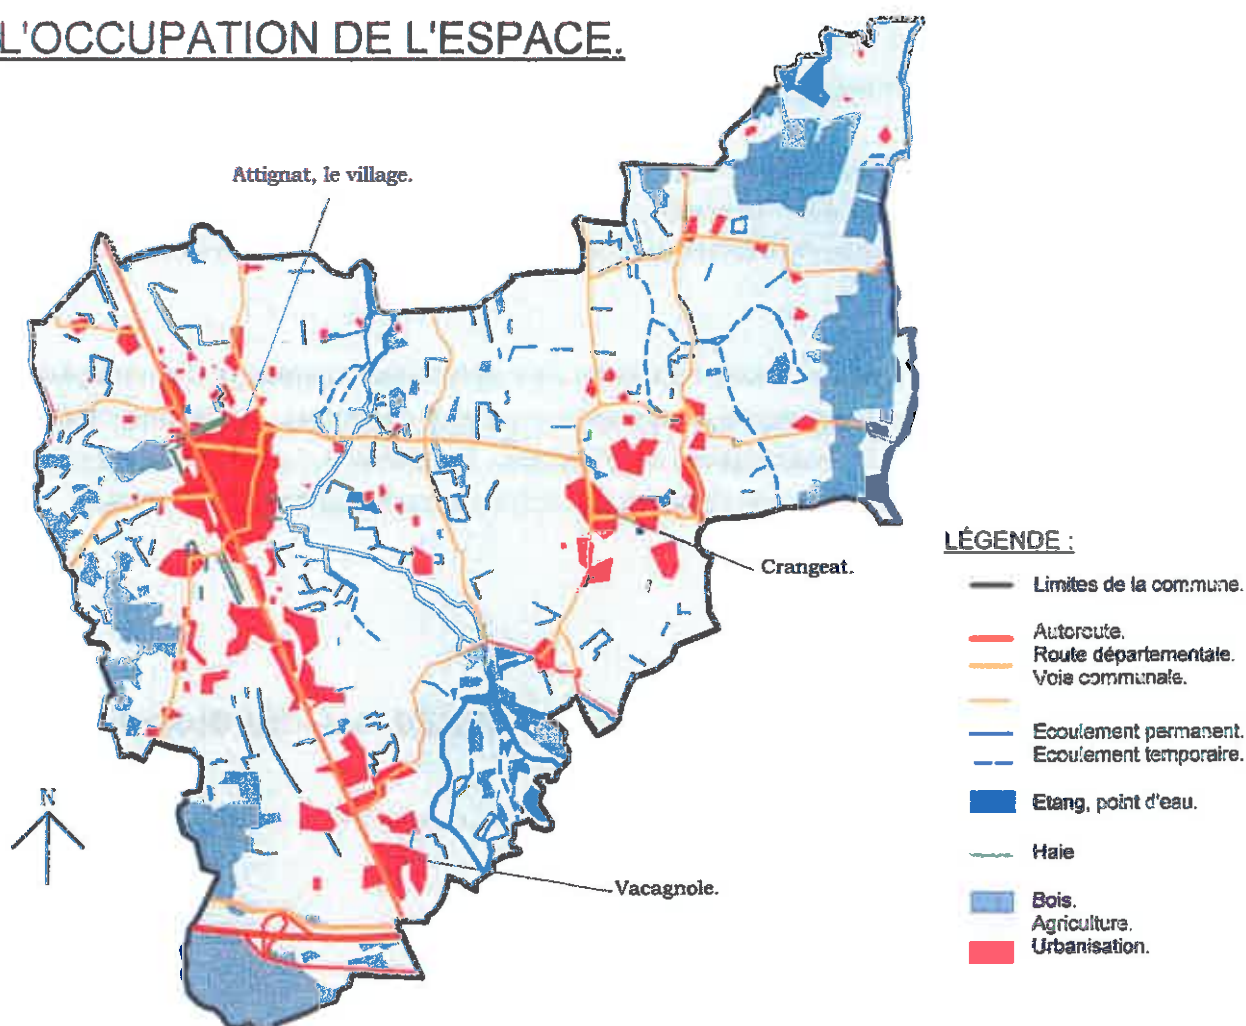 L'OCCUPATION DE L'ESPACE.
Attignat, le village.
Crangeat.
Vacagnole.
N
LÉGENDE :
Limites de la commune.
Autoroute.
Route départementale.
Voie communale.
Ecoulement permanent.
Ecoulement temporaire.
Etang, point d'eau.
Haie
Bois.
Agriculture.
Urbanisation.